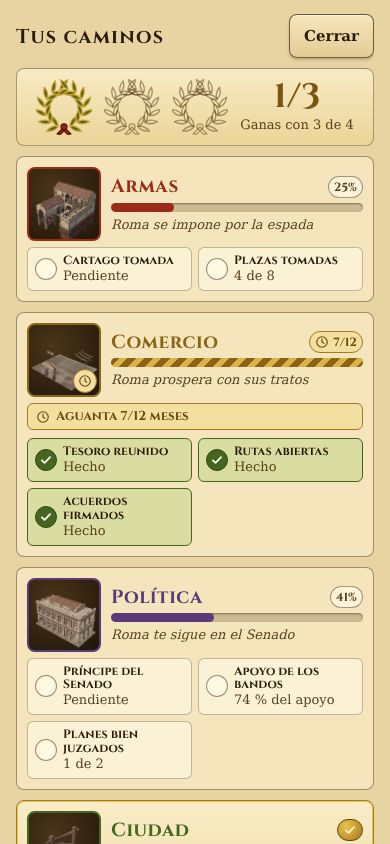 Tus caminos
Cerrar
1/3
Ganas con 3 de 4
Armas
25%
Roma se impone por la espada
Cartago tomada
Pendiente
Plazas tomadas
4 de 8
Comercio
7/12
Roma prospera con sus tratos
Aguanta 7/12 meses
Tesoro reunido
Hecho
Rutas abiertas
Hecho
Acuerdos
firmados
Hecho
Política
41%
Roma te sigue en el Senado
Príncipe del
Senado
Pendiente
Apoyo de los
bandos
74 % del apoyo
Planes bien
juzgados
1 de 2
Ciudad